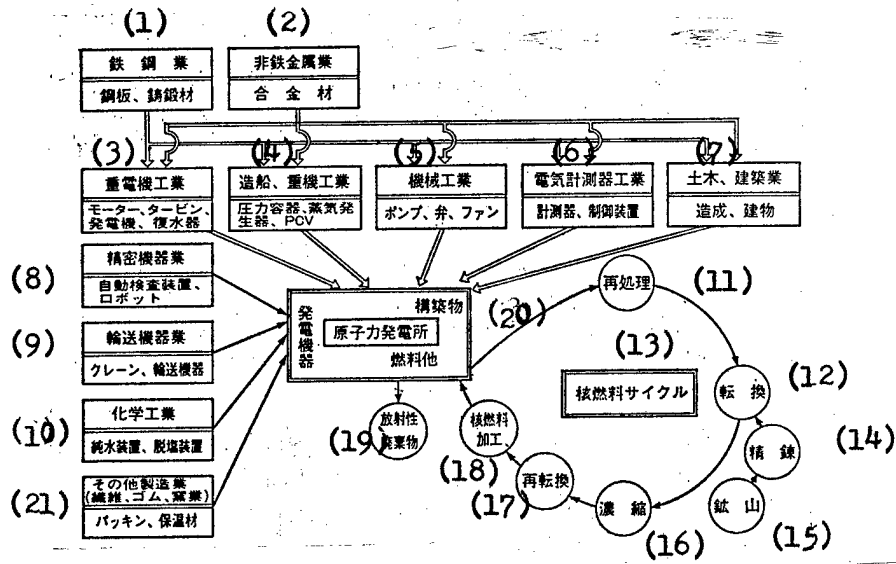 (1)
(2)
鉄鋼業
非鉄金属業
鋼板、鋳鍛材
合金材
(3)
(4)
(5)
(6)
(7)
重電機工業
造船、重機工業
機械工業
電気計測器工業
土木、建築業
モーター、タービン、
発電機、復水器
圧力容器、蒸気発
生器、PCV
ポンプ、弁、ファン
計測器、制御装置
造成、建物
(8)
精密機器業
自動検査装置、
ロボット
(9)
輸送機器業
クレーン、輸送機器
(10)
化学工業
純水装置、脱塩装置
(21)
その他製造業
(繊維、ゴム、窯業)
パッキン、保温材
発電機器
構築物
原子力発電所
燃料他
(20)
再処理
(11)
(13)
核燃料サイクル
転換
(12)
精錬
(14)
鉱山
(15)
濃縮
(16)
再転換
(17)
核燃料
加工
(18)
放射性
廃棄物
(19)